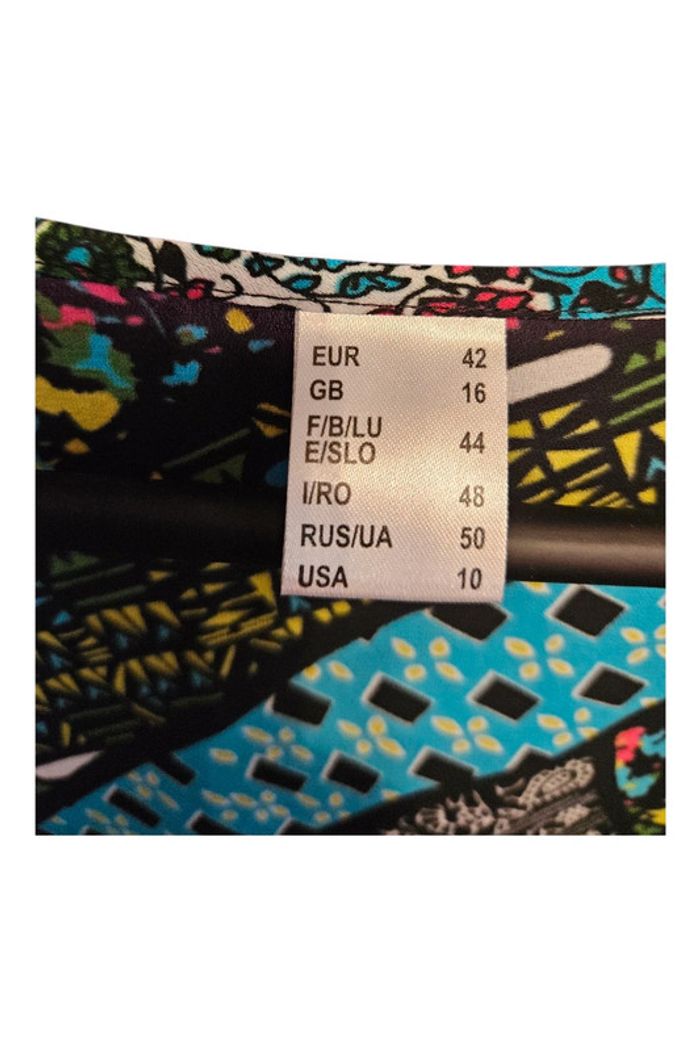 EUR 42
GB 16
F/B/LU
E/SLO 44
I/RO 48
RUS/UA 50
USA 10